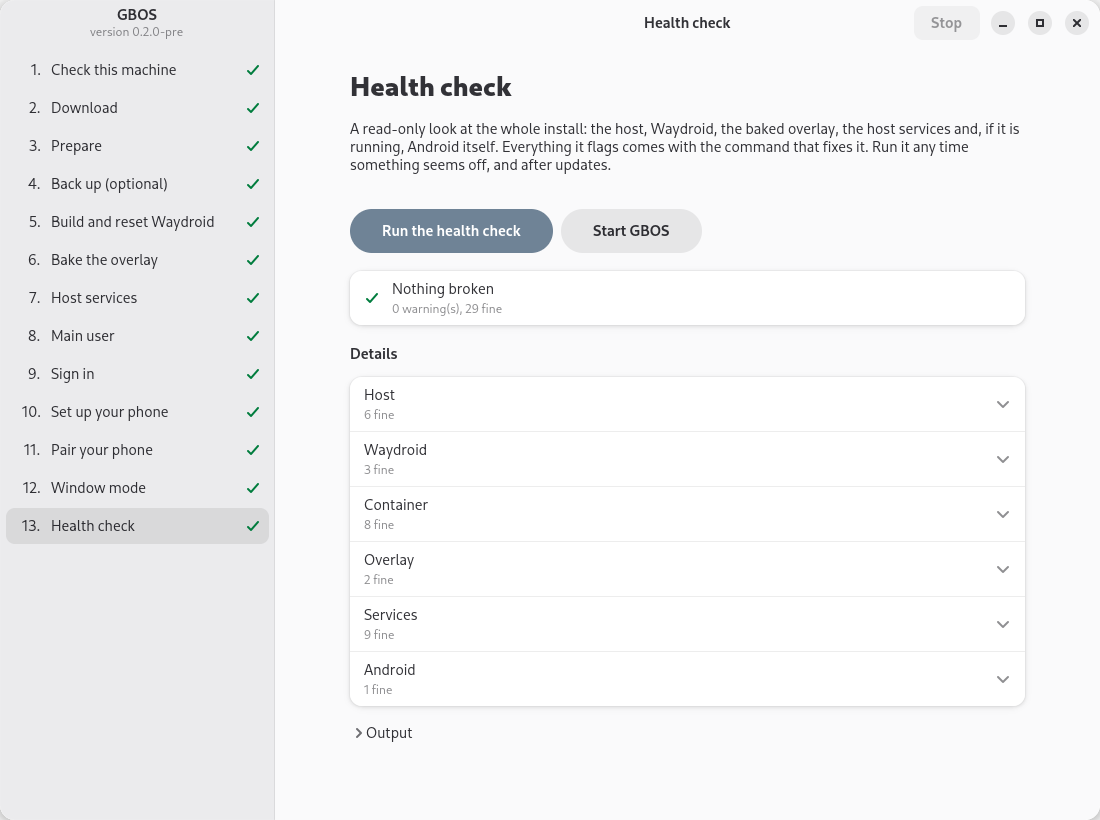 GBOS
version 0.2.0-pre
1. Check this machine
2. Download
3. Prepare
4. Back up (optional)
5. Build and reset Waydroid
6. Bake the overlay
7. Host services
8. Main user
9. Sign in
10. Set up your phone
11. Pair your phone
12. Window mode
13. Health check
Health check
Stop
Health check
A read-only look at the whole install: the host, Waydroid, the baked overlay, the host services and, if it is
running, Android itself. Everything it flags comes with the command that fixes it. Run it any time
something seems off, and after updates.
Run the health check
Start GBOS
Nothing broken
0 warning(s), 29 fine
Details
Host
6 fine
Waydroid
3 fine
Container
8 fine
Overlay
2 fine
Services
9 fine
Android
1 fine
Output